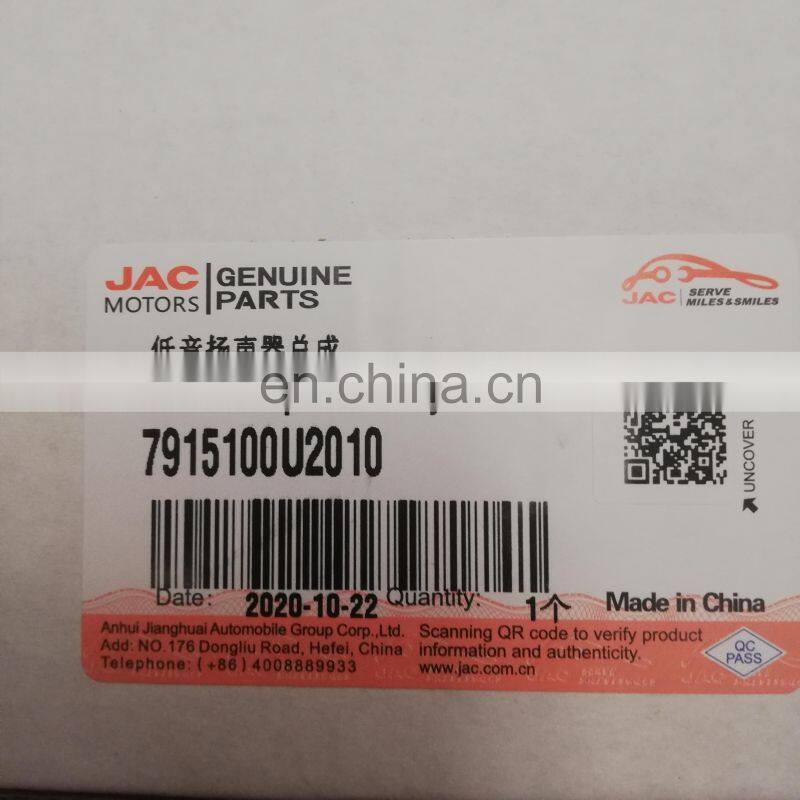 JAC
MOTORS
GENUINE
PARTS
JAC
SERVE
MILES&SMILES
低音扬声器总成
en.china.cn
7915100U2010
UNCOVER
Date: 2020-10-22 Quantity: 1个 Made in China
Anhui Jianghuai Automobile Group Corp.,Ltd.
Add: NO.176 Dongliu Road, Hefei, China
Telephone: (+86) 4008889933
Scanning QR code to verify product
information and authenticity.
www.jac.com.cn
QC
PASS